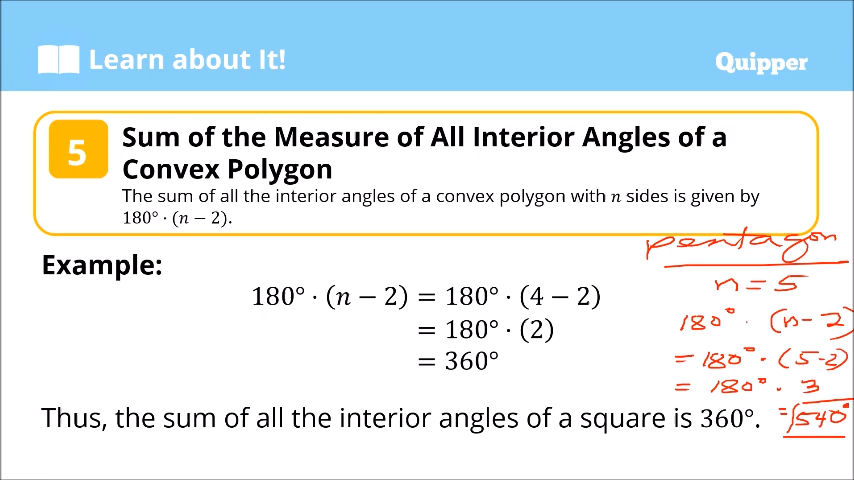 Learn about It!
Quipper
5
Sum of the Measure of All Interior Angles of a
Convex Polygon
The sum of all the interior angles of a convex polygon with n sides is given by
180° · (n − 2).
Example:
180° · (n − 2) = 180° · (4 − 2)
= 180° · (2)
= 360°
Thus, the sum of all the interior angles of a square is 360°.
pentagon
n = 5
180° · (n − 2)
= 180° · (5-2)
= 180° · 3
= 540°